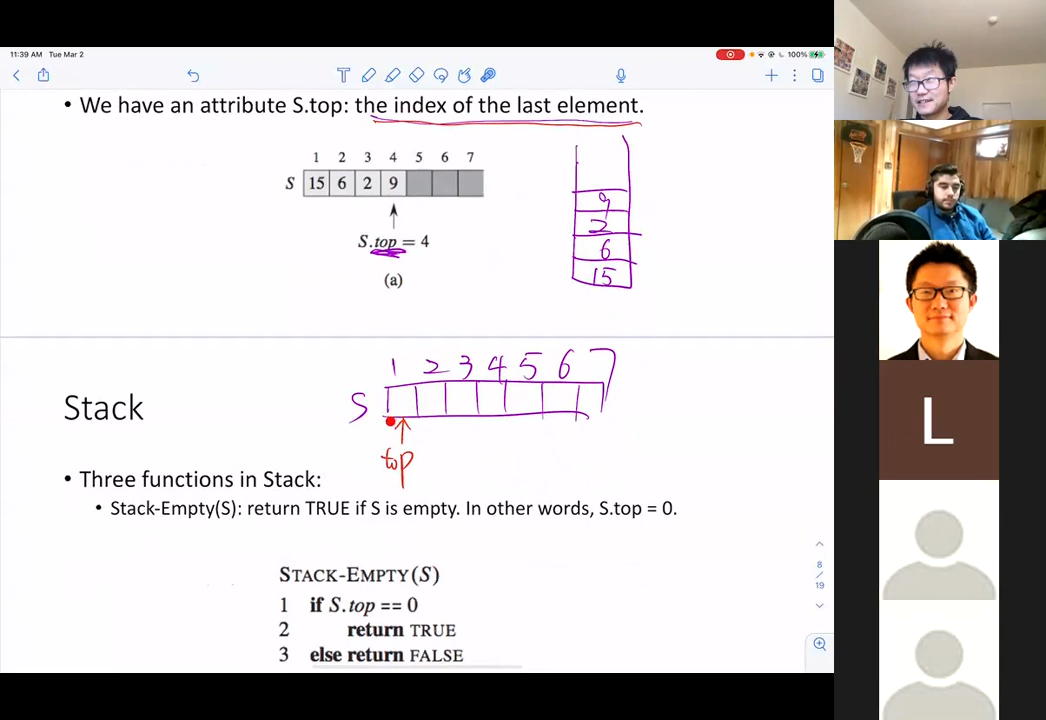 11:39 AM Tue Mar 2
100%
• We have an attribute S.top: the index of the last element.
1 2 3 4 5 6 7
S 15 6 2 9
S.top = 4
(a)
9
2
6
15
1 2 3 4 5 6 7
S
top
Stack
• Three functions in Stack:
• Stack-Empty(S): return TRUE if S is empty. In other words, S.top = 0.
STACK-EMPTY(S)
1 if S.top == 0
2 return TRUE
3 else return FALSE
8
/
19
L